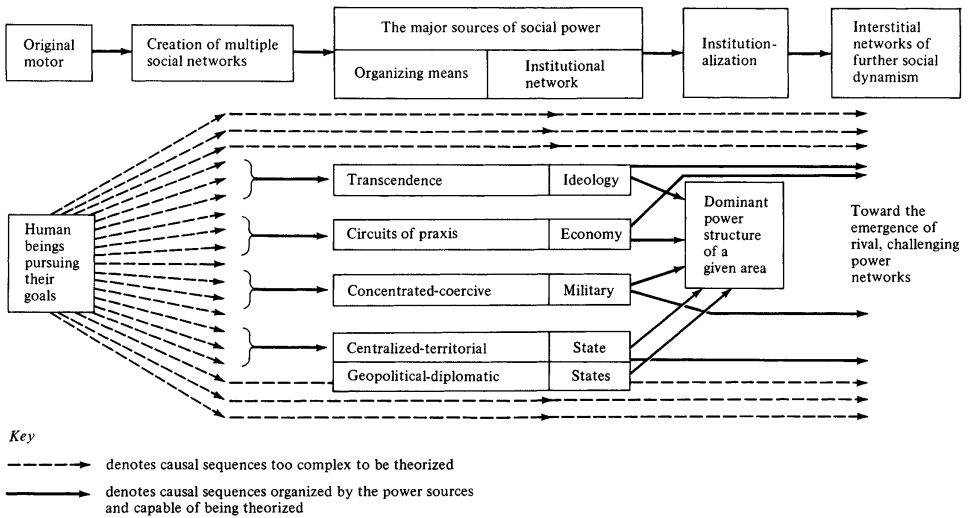 Original
motor
Creation of multiple
social networks
The major sources of social power
Organizing means
Institutional
network
Institution-
alization
Interstitial
networks of
further social
dynamism
Human
beings
pursuing
their
goals
Transcendence
Ideology
Circuits of praxis
Economy
Concentrated-coercive
Military
Centralized-territorial
State
Geopolitical-diplomatic
States
Dominant
power
structure
of a
given area
Toward the
emergence of
rival, challenging
power
networks
Key
denotes causal sequences too complex to be theorized
denotes causal sequences organized by the power sources
and capable of being theorized